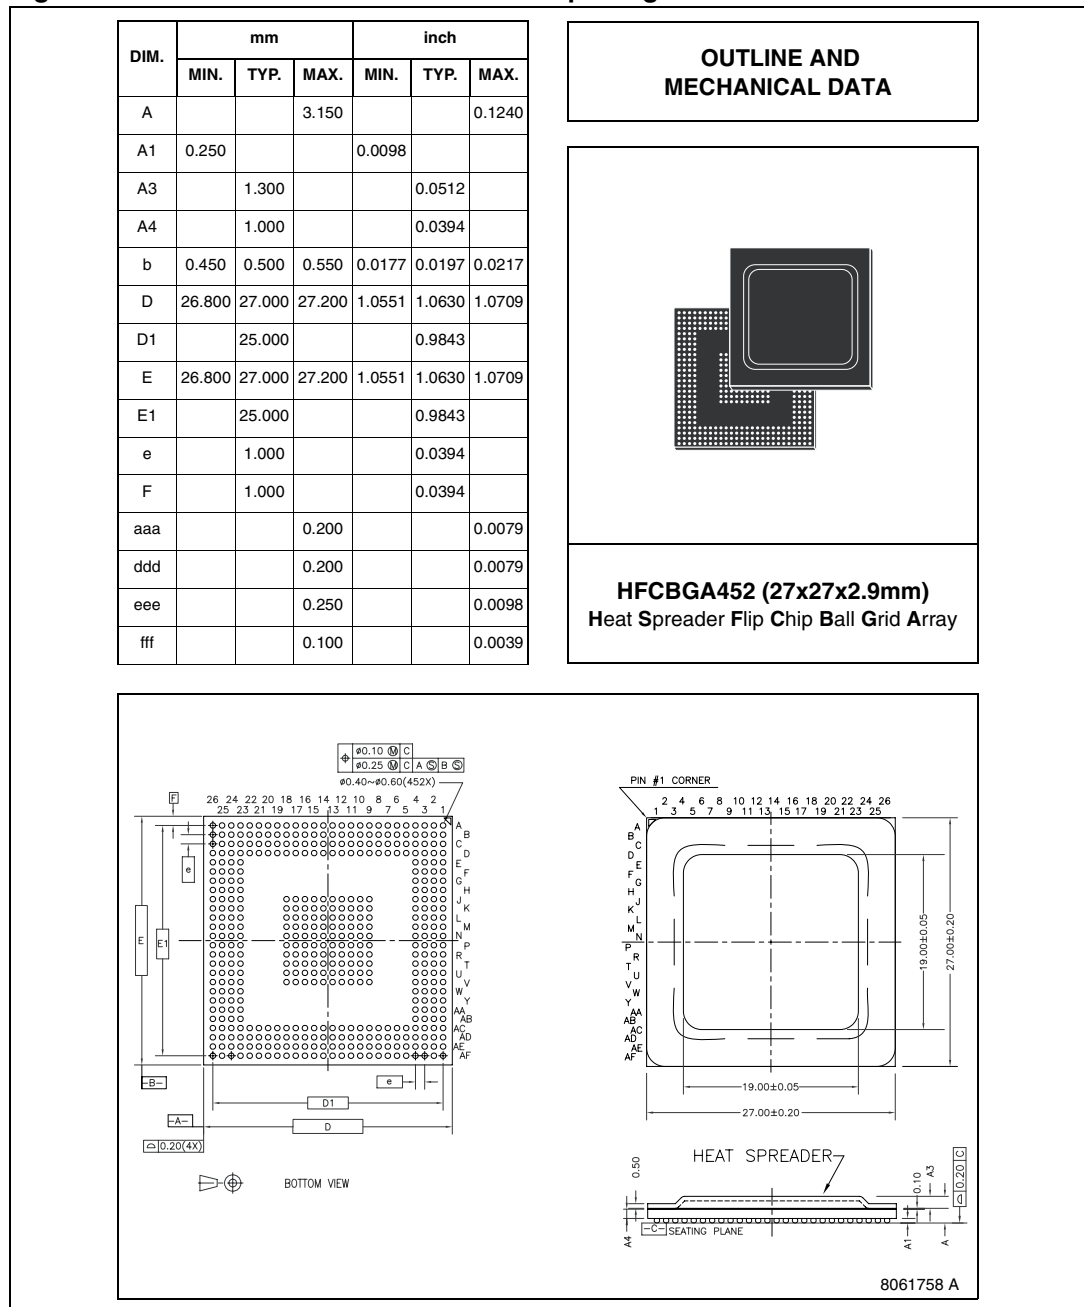 DIM. mm inch
MIN. TYP. MAX. MIN. TYP. MAX.
A 3.150 0.1240
A1 0.250 0.0098
A3 1.300 0.0512
A4 1.000 0.0394
b 0.450 0.500 0.550 0.0177 0.0197 0.0217
D 26.800 27.000 27.200 1.0551 1.0630 1.0709
D1 25.000 0.9843
E 26.800 27.000 27.200 1.0551 1.0630 1.0709
E1 25.000 0.9843
e 1.000 0.0394
F 1.000 0.0394
aaa 0.200 0.0079
ddd 0.200 0.0079
eee 0.250 0.0098
fff 0.100 0.0039
OUTLINE AND
MECHANICAL DATA
HFCBGA452 (27x27x2.9mm)
Heat Spreader Flip Chip Ball Grid Array
⌖ ø0.10 Ⓜ C
ø0.25 Ⓜ C A Ⓢ B Ⓢ
ø0.40~ø0.60(452X)
F
26 24 22 20 18 16 14 12 10 8 6 4 2
25 23 21 19 17 15 13 11 9 7 5 3 1
A
B
C
D
E
F
G
H
J
K
L
M
N
P
R
T
U
V
W
Y
AA
AB
AC
AD
AE
AF
e
E
E1
-B-
e
D1
-A-
D
⌓ 0.20(4X)
BOTTOM VIEW
PIN #1 CORNER
2 4 6 8 10 12 14 16 18 20 22 24 26
1 3 5 7 9 11 13 15 17 19 21 23 25
A
B
C
D
E
F
G
H
J
K
L
M
N
P
R
T
U
V
W
Y
AA
AB
AC
AD
AE
AF
19.00±0.05
27.00±0.20
19.00±0.05
27.00±0.20
HEAT SPREADER
0.50
A4
-C- SEATING PLANE
0.10
A3
⌓ 0.20 C
A1
A
8061758 A